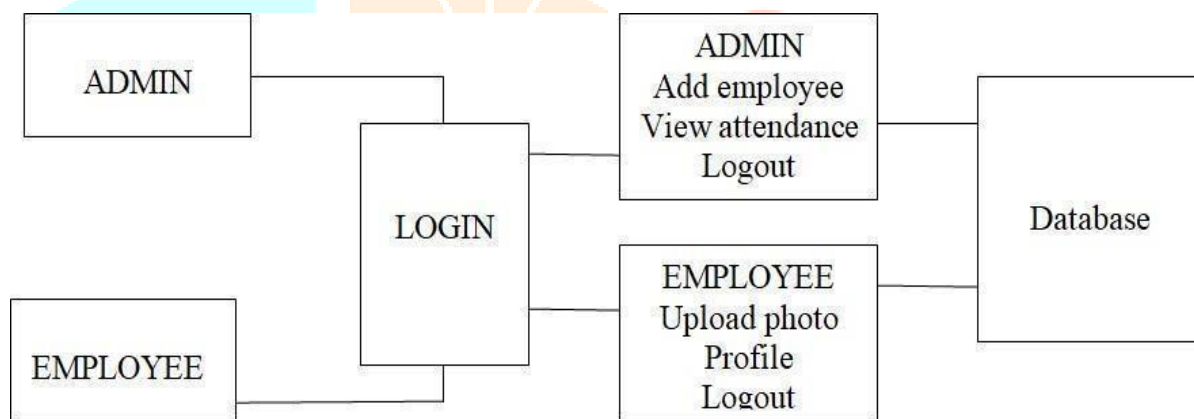 ADMIN
EMPLOYEE
LOGIN
ADMIN
Add employee
View attendance
Logout
EMPLOYEE
Upload photo
Profile
Logout
Database